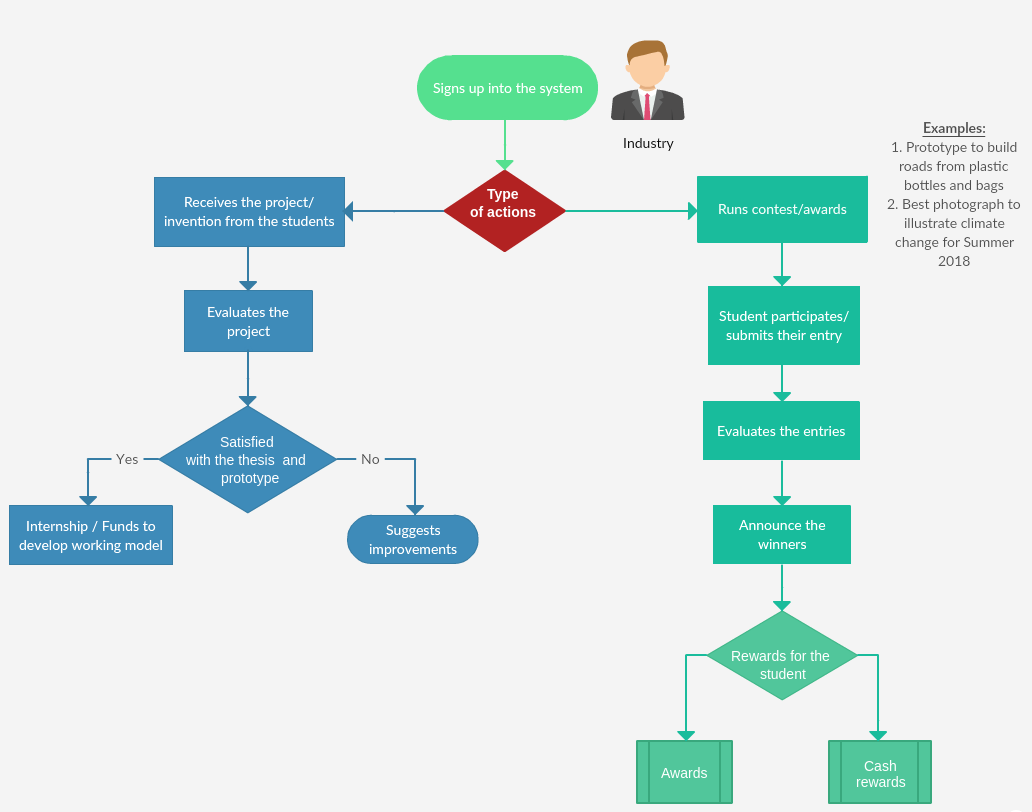 Signs up into the system
Industry
Examples:
1. Prototype to build
roads from plastic
bottles and bags
2. Best photograph to
illustrate climate
change for Summer
2018
Type
of actions
Receives the project/
invention from the students
Runs contest/awards
Evaluates the
project
Student participates/
submits their entry
Satisfied
with the thesis  and
prototype
Yes
No
Evaluates the entries
Internship / Funds to
develop working model
Suggests
improvements
Announce the
winners
Rewards for the
student
Awards
Cash
rewards